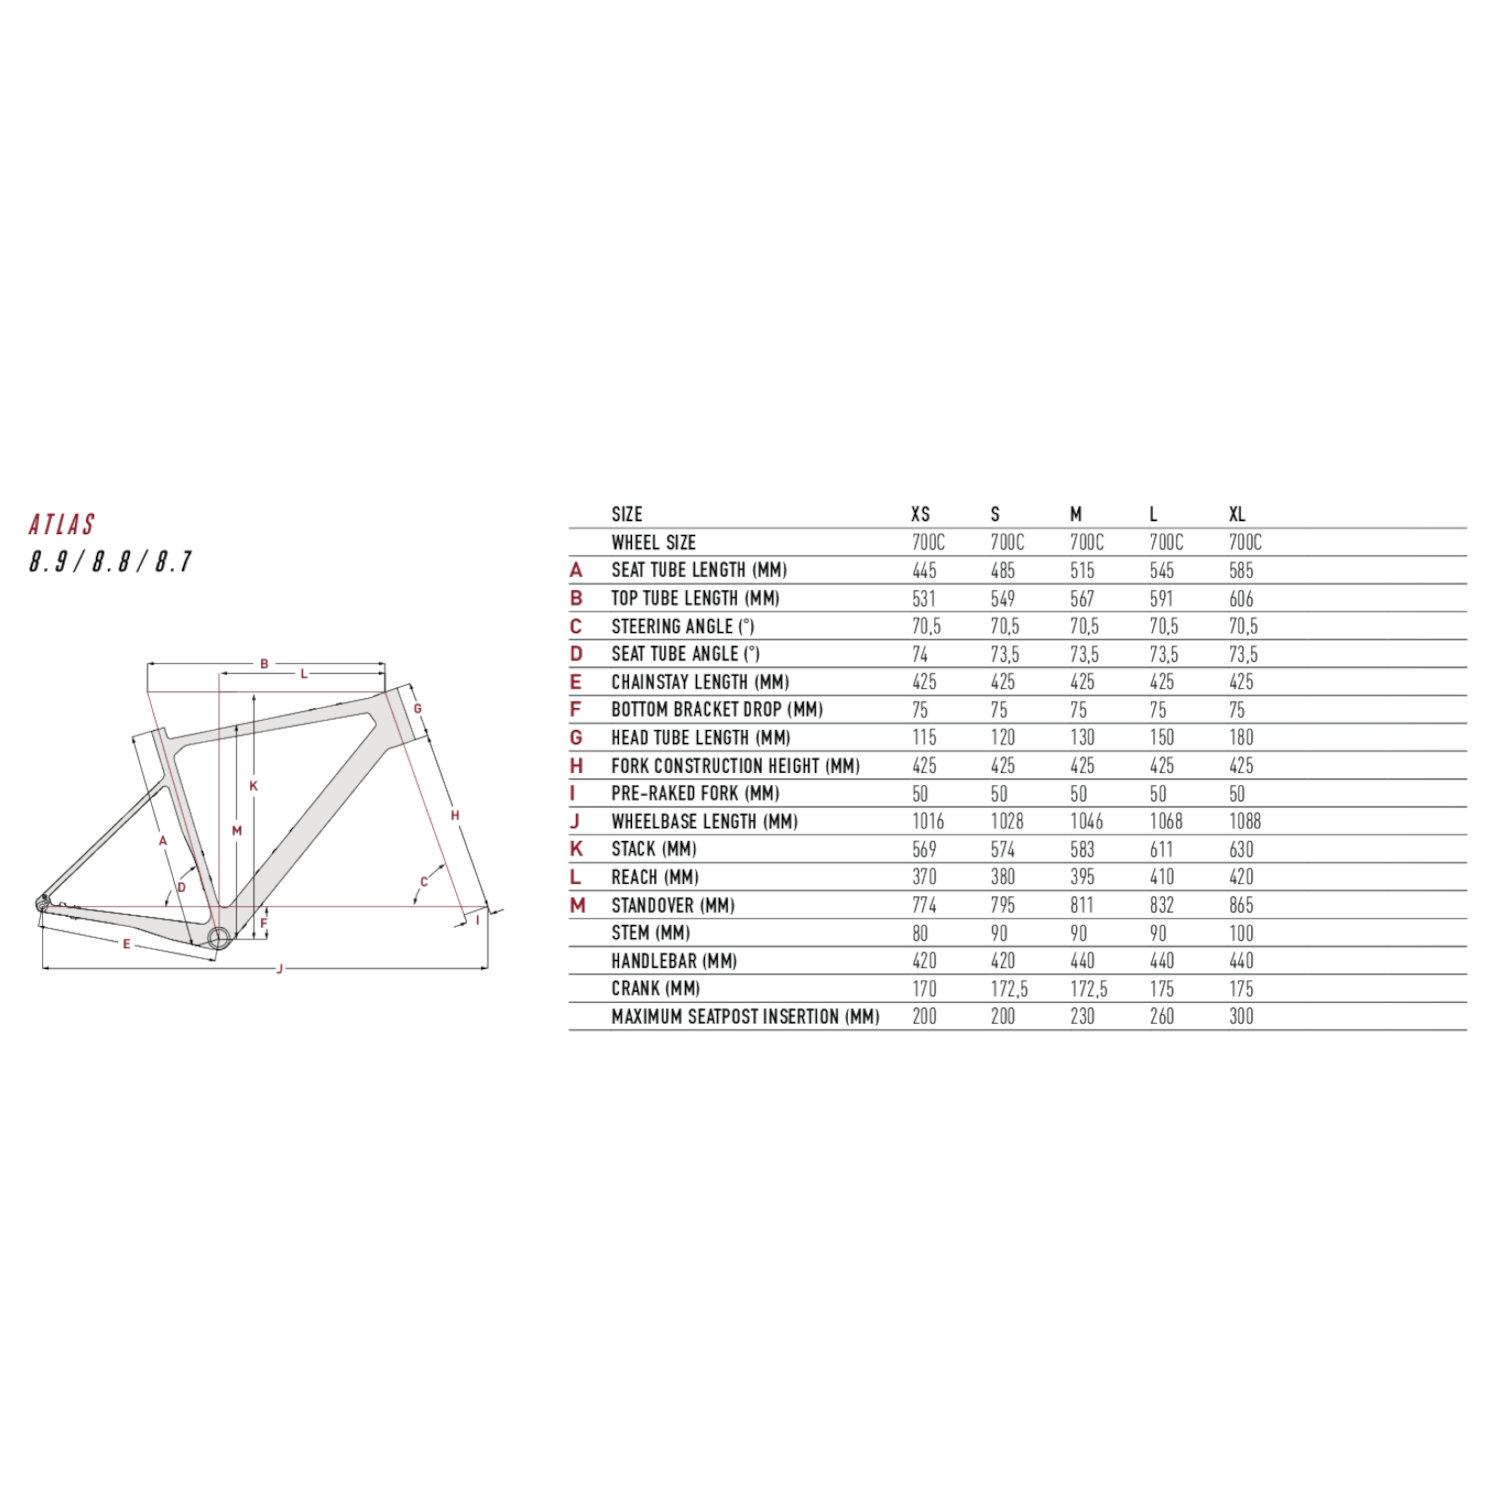 ATLAS
8.9/8.8/8.7
B
L
G
K
M
H
A
D
C
F
I
E
J
SIZE XS S M L XL
WHEEL SIZE 700C 700C 700C 700C 700C
A SEAT TUBE LENGTH (MM) 445 485 515 545 585
B TOP TUBE LENGTH (MM) 531 549 567 591 606
C STEERING ANGLE (°) 70,5 70,5 70,5 70,5 70,5
D SEAT TUBE ANGLE (°) 74 73,5 73,5 73,5 73,5
E CHAINSTAY LENGTH (MM) 425 425 425 425 425
F BOTTOM BRACKET DROP (MM) 75 75 75 75 75
G HEAD TUBE LENGTH (MM) 115 120 130 150 180
H FORK CONSTRUCTION HEIGHT (MM) 425 425 425 425 425
I PRE-RAKED FORK (MM) 50 50 50 50 50
J WHEELBASE LENGTH (MM) 1016 1028 1046 1068 1088
K STACK (MM) 569 574 583 611 630
L REACH (MM) 370 380 395 410 420
M STANDOVER (MM) 774 795 811 832 865
STEM (MM) 80 90 90 90 100
HANDLEBAR (MM) 420 420 440 440 440
CRANK (MM) 170 172,5 172,5 175 175
MAXIMUM SEATPOST INSERTION (MM) 200 200 230 260 300